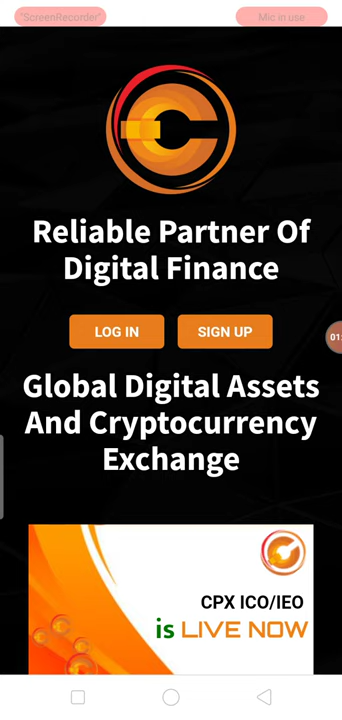 "ScreenRecorder"
Mic in use
Reliable Partner Of
Digital Finance
LOG IN
SIGN UP
01:
Global Digital Assets
And Cryptocurrency
Exchange
CPX ICO/IEO
is LIVE NOW